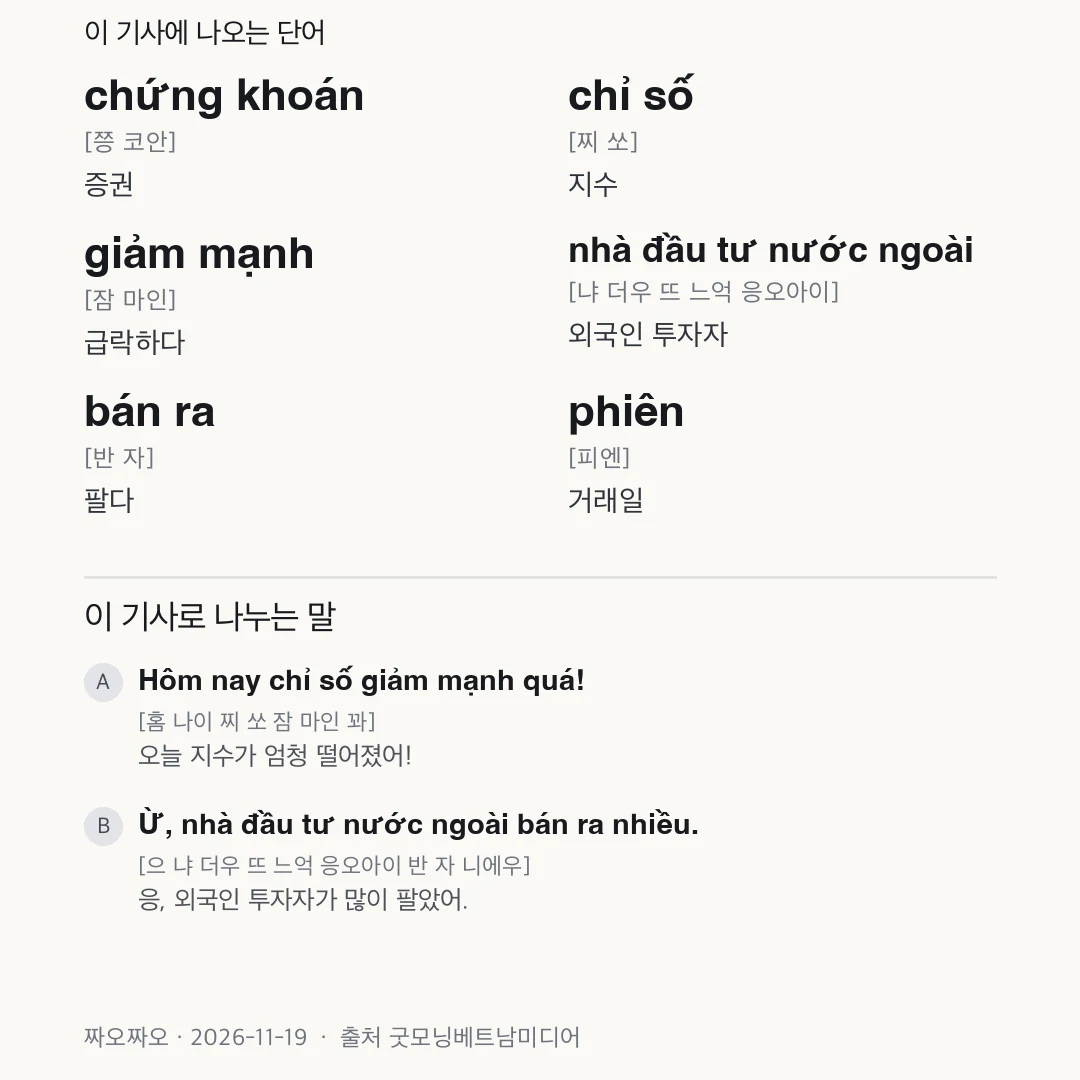 이 기사에 나오는 단어
chứng khoán
[쯩 코안]
증권
chỉ số
[찌 쏘]
지수
giảm mạnh
[잠 마인]
급락하다
nhà đầu tư nước ngoài
[냐 더우 뜨 느억 응오아이]
외국인 투자자
bán ra
[반 자]
팔다
phiên
[피엔]
거래일
이 기사로 나누는 말
A Hôm nay chỉ số giảm mạnh quá!
[홈 나이 찌 쏘 잠 마인 꽈]
오늘 지수가 엄청 떨어졌어!
B Ừ, nhà đầu tư nước ngoài bán ra nhiều.
[으 냐 더우 뜨 느억 응오아이 반 자 니에우]
응, 외국인 투자자가 많이 팔았어.
짜오짜오 · 2026-11-19 · 출처 굿모닝베트남미디어